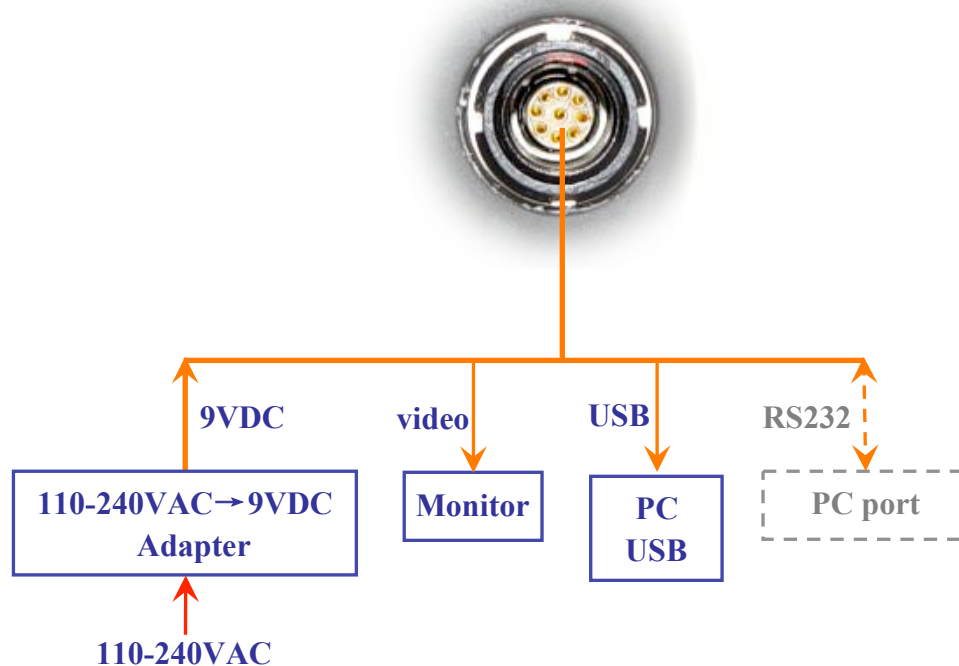 9VDC
video
USB
RS232
110-240VAC→9VDC
Adapter
Monitor
PC
USB
PC port
110-240VAC